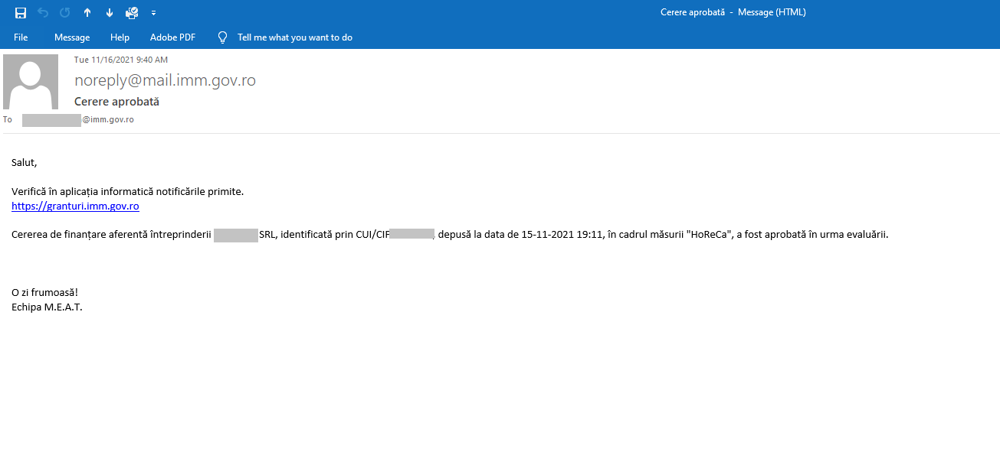 Cerere aprobată - Message (HTML)
File Message Help Adobe PDF Tell me what you want to do
Tue 11/16/2021 9:40 AM
noreply@mail.imm.gov.ro
Cerere aprobată
To @imm.gov.ro
Salut,
Verifică în aplicația informatică notificările primite.
https://granturi.imm.gov.ro
Cererea de finanțare aferentă întreprinderii SRL, identificată prin CUI/CIF , depusă la data de 15-11-2021 19:11, în cadrul măsurii "HoReCa", a fost aprobată în urma evaluării.
O zi frumoasă!
Echipa M.E.A.T.